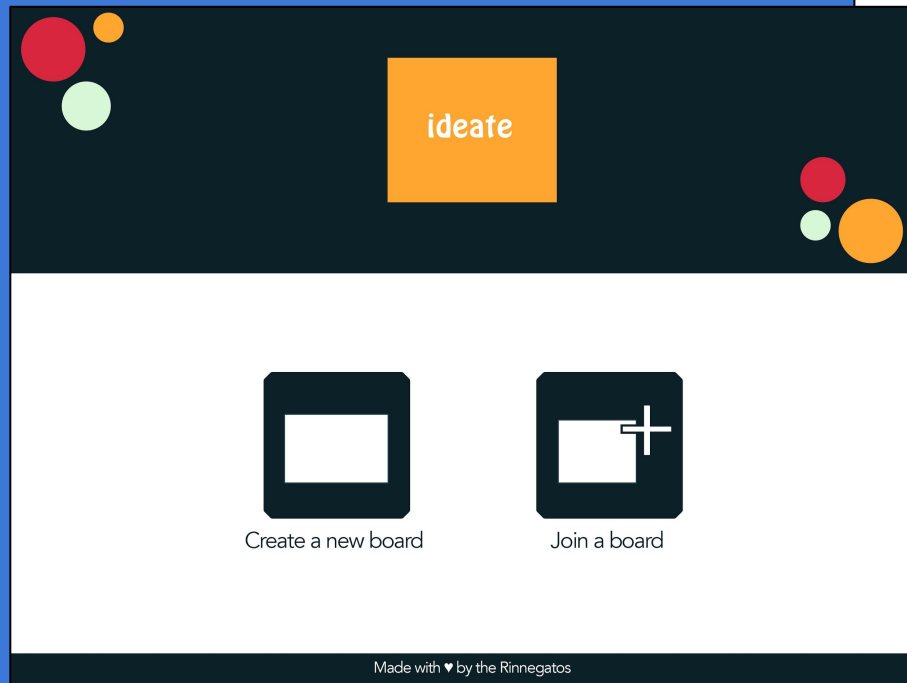 ideate
Create a new board
Join a board
Made with ♥ by the Rinnegatos